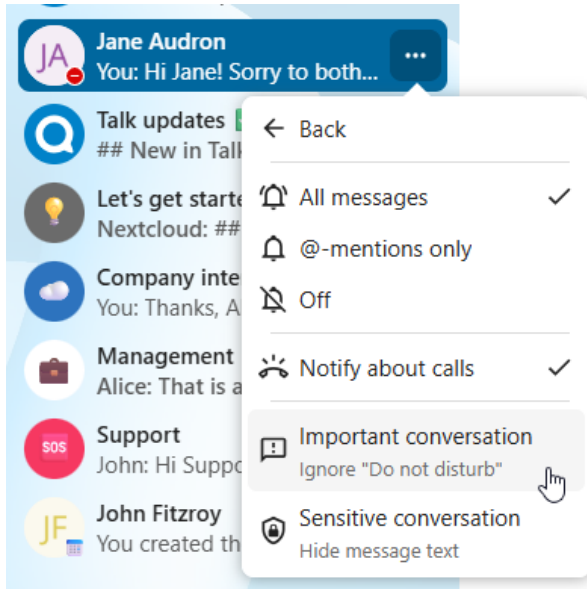 JA
Jane Audron
You: Hi Jane! Sorry to both...
Talk updates
## New in Talk
Let's get starte
Nextcloud: ##
Company inte
You: Thanks, A
Management
Alice: That is a
SOS
Support
John: Hi Suppo
JF
John Fitzroy
You created th
Back
All messages
@-mentions only
Off
Notify about calls
Important conversation
Ignore "Do not disturb"
Sensitive conversation
Hide message text